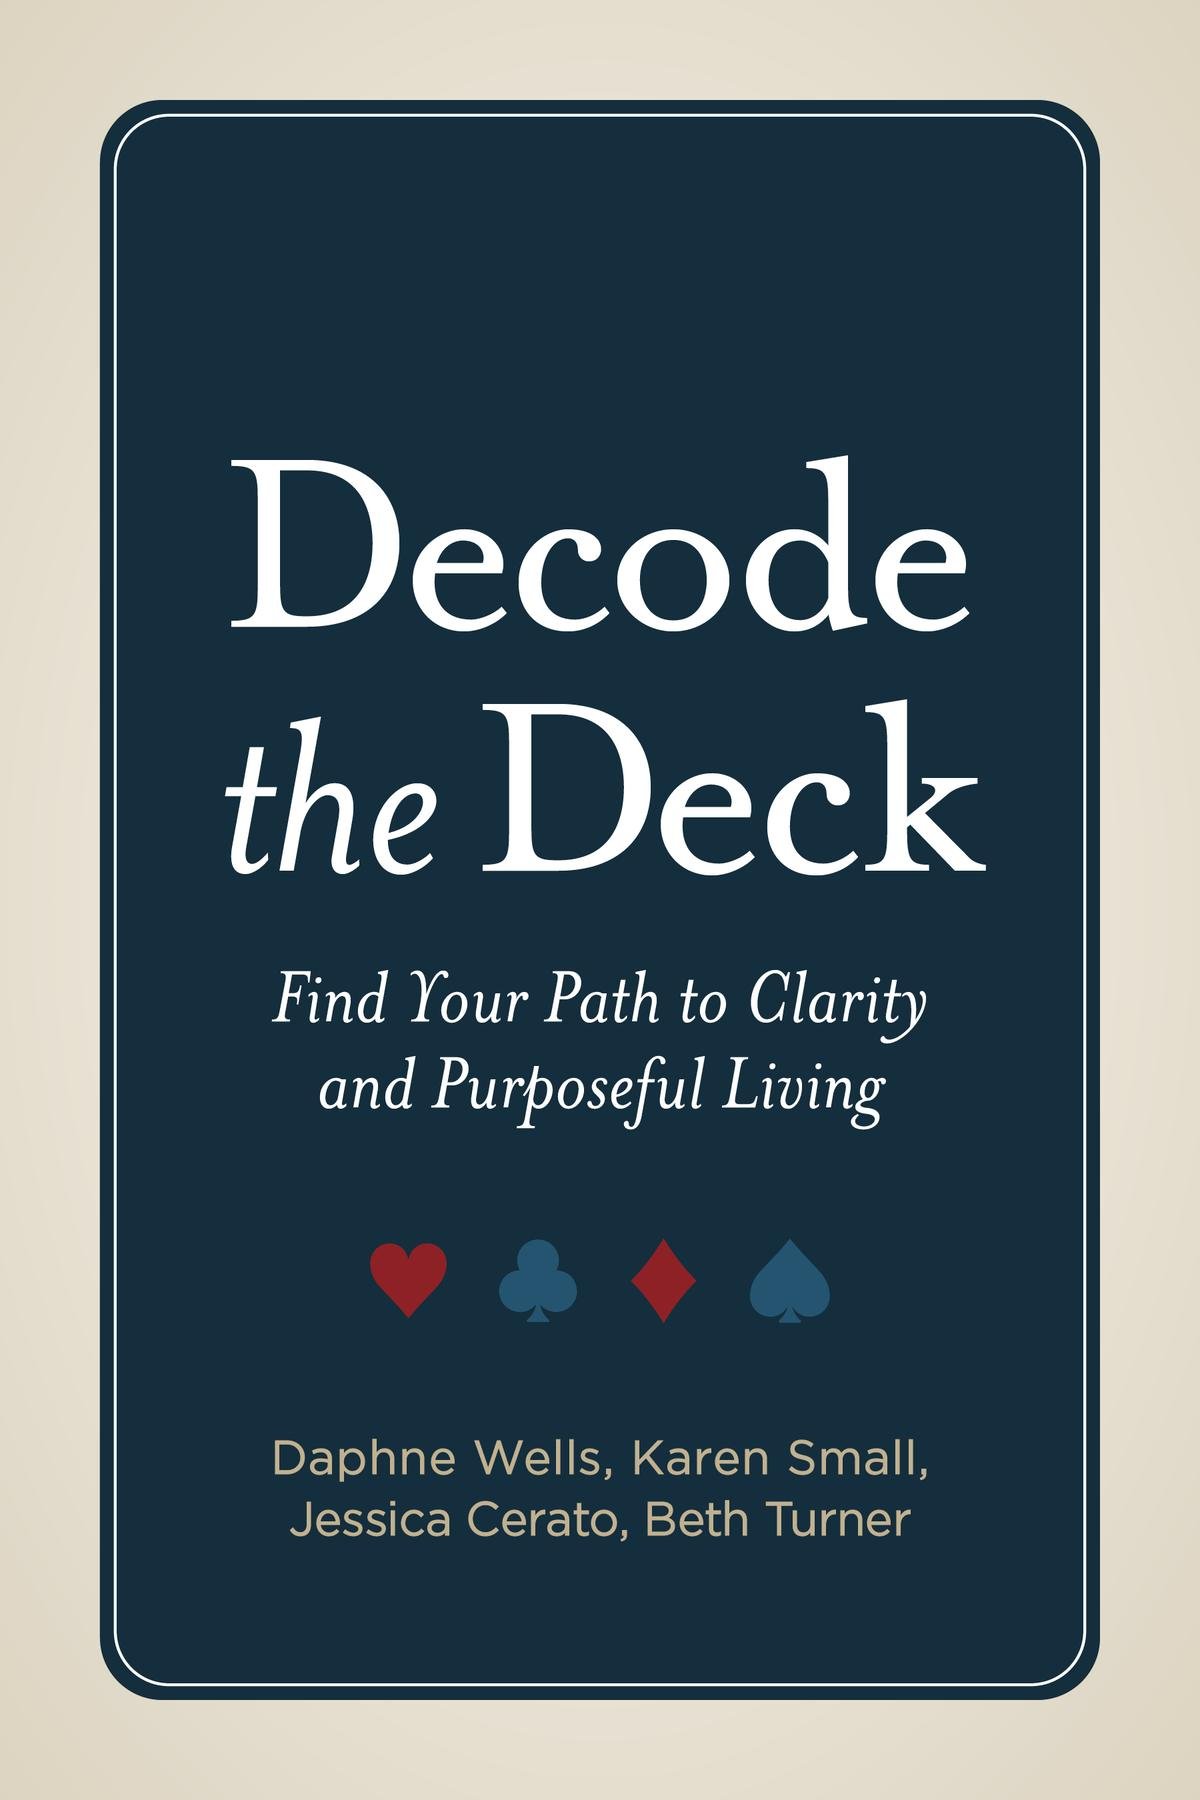 Decode
the Deck
Find Your Path to Clarity
and Purposeful Living
Daphne Wells, Karen Small,
Jessica Cerato, Beth Turner